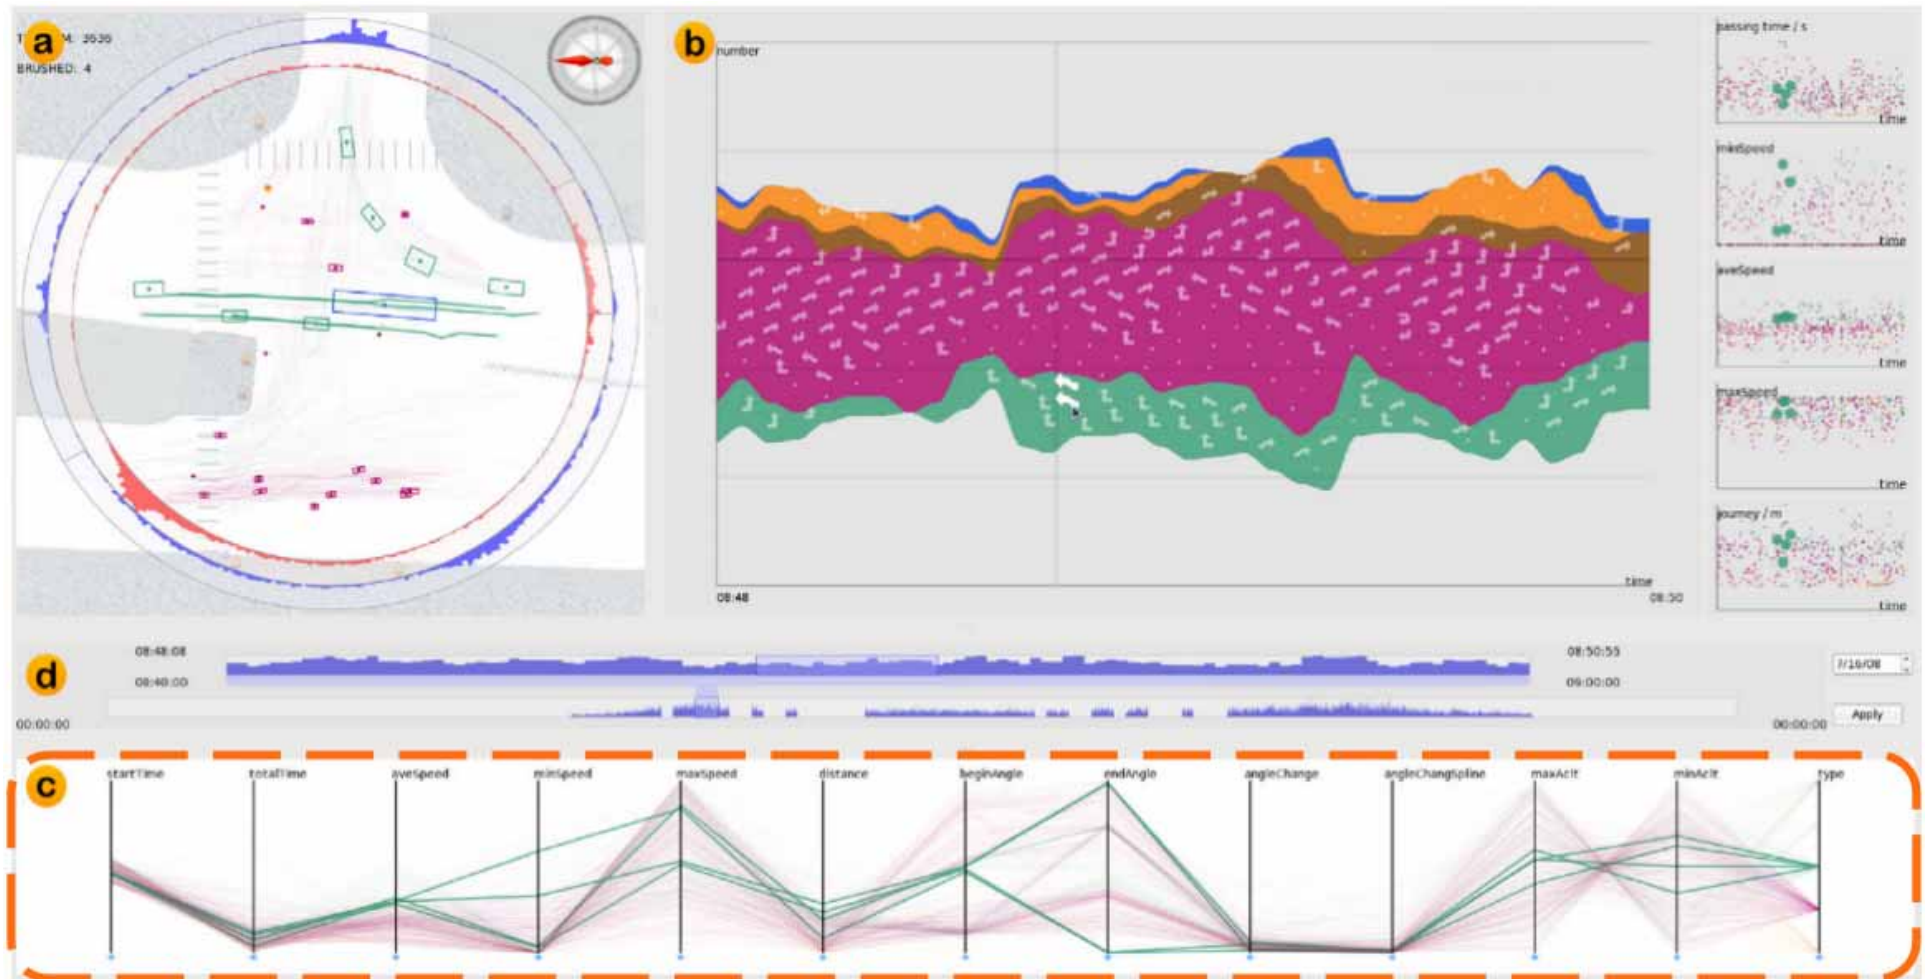 a
3636
BRUSHED: 4
b
number
time
08:48
08:50
passing time / s
time
minSpeed
time
aveSpeed
time
maxSpeed
time
journey / m
time
d
08:48:08
08:50:55
08:40:00
09:00:00
00:00:00
00:00:00
7/16/08
Apply
c
startTime
totalTime
aveSpeed
minSpeed
maxSpeed
distance
beginAngle
endAngle
angleChange
angleChangSpline
maxAclt
minAclt
type